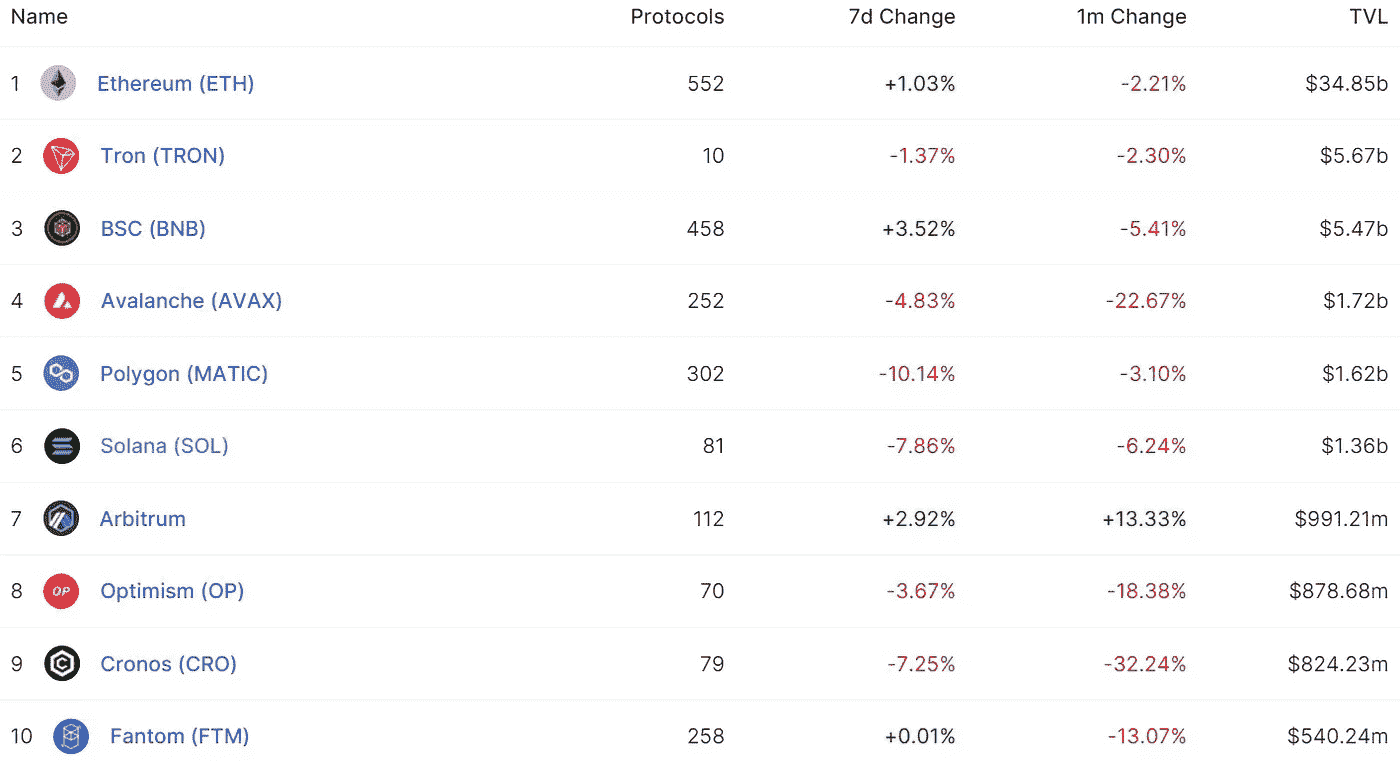 Name Protocols 7d Change 1m Change TVL
1 Ethereum (ETH) 552 +1.03% -2.21% $34.85b
2 Tron (TRON) 10 -1.37% -2.30% $5.67b
3 BSC (BNB) 458 +3.52% -5.41% $5.47b
4 Avalanche (AVAX) 252 -4.83% -22.67% $1.72b
5 Polygon (MATIC) 302 -10.14% -3.10% $1.62b
6 Solana (SOL) 81 -7.86% -6.24% $1.36b
7 Arbitrum 112 +2.92% +13.33% $991.21m
8 OP Optimism (OP) 70 -3.67% -18.38% $878.68m
9 Cronos (CRO) 79 -7.25% -32.24% $824.23m
10 Fantom (FTM) 258 +0.01% -13.07% $540.24m